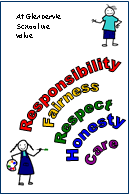 At Glenbervie
School we
value
Responsibility
Fairness
Respect
Honesty
Care